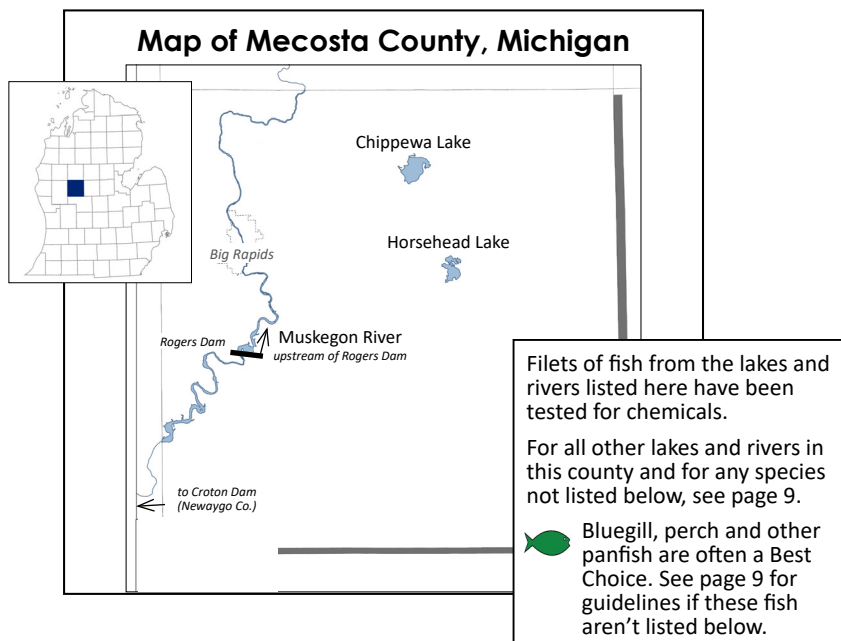 Map of Mecosta County, Michigan
Chippewa Lake
Horsehead Lake
Big Rapids
Rogers Dam
Muskegon River
upstream of Rogers Dam
to Croton Dam
(Newaygo Co.)
Filets of fish from the lakes and
rivers listed here have been
tested for chemicals.
For all other lakes and rivers in
this county and for any species
not listed below, see page 9.
Bluegill, perch and other
panfish are often a Best
Choice. See page 9 for
guidelines if these fish
aren’t listed below.